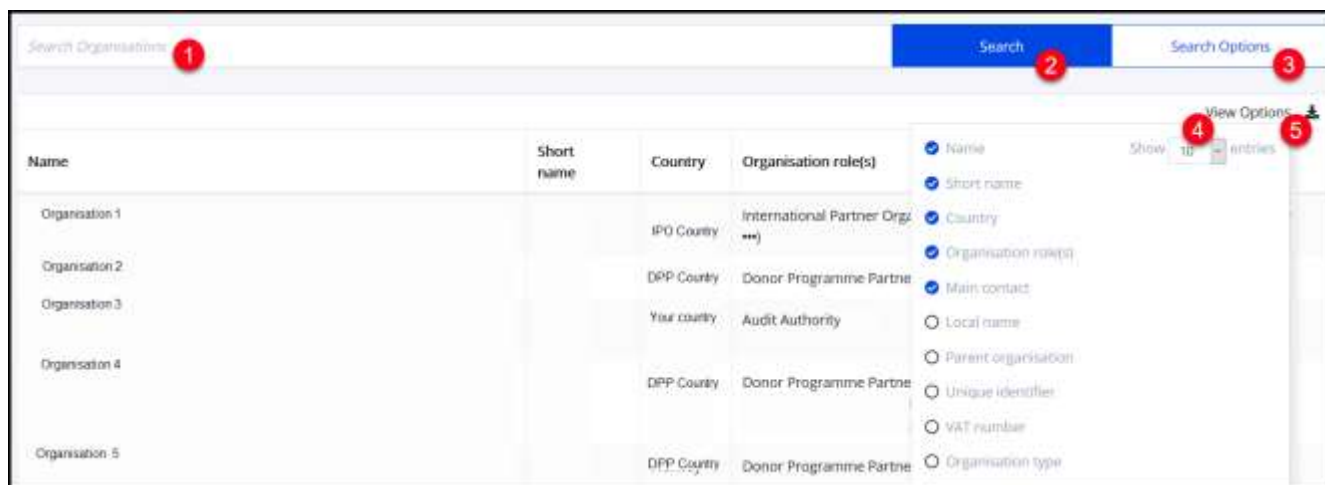 Search Organisations 1
Search 2
Search Options 3
View Options 5
Name
Short name
Country
Organisation role(s)
Organisation 1
IPO Country
International Partner Orga
•••)
Organisation 2
DPP Country
Donor Programme Partne
Organisation 3
Your country
Audit Authority
Organisation 4
DPP Country
Donor Programme Partne
Organisation 5
DPP Country
Donor Programme Partne
4
Name
Show 10 entries
Short name
Country
Organisation role(s)
Main contact
Local name
Parent organisation
Unique identifier
VAT number
Organisation type